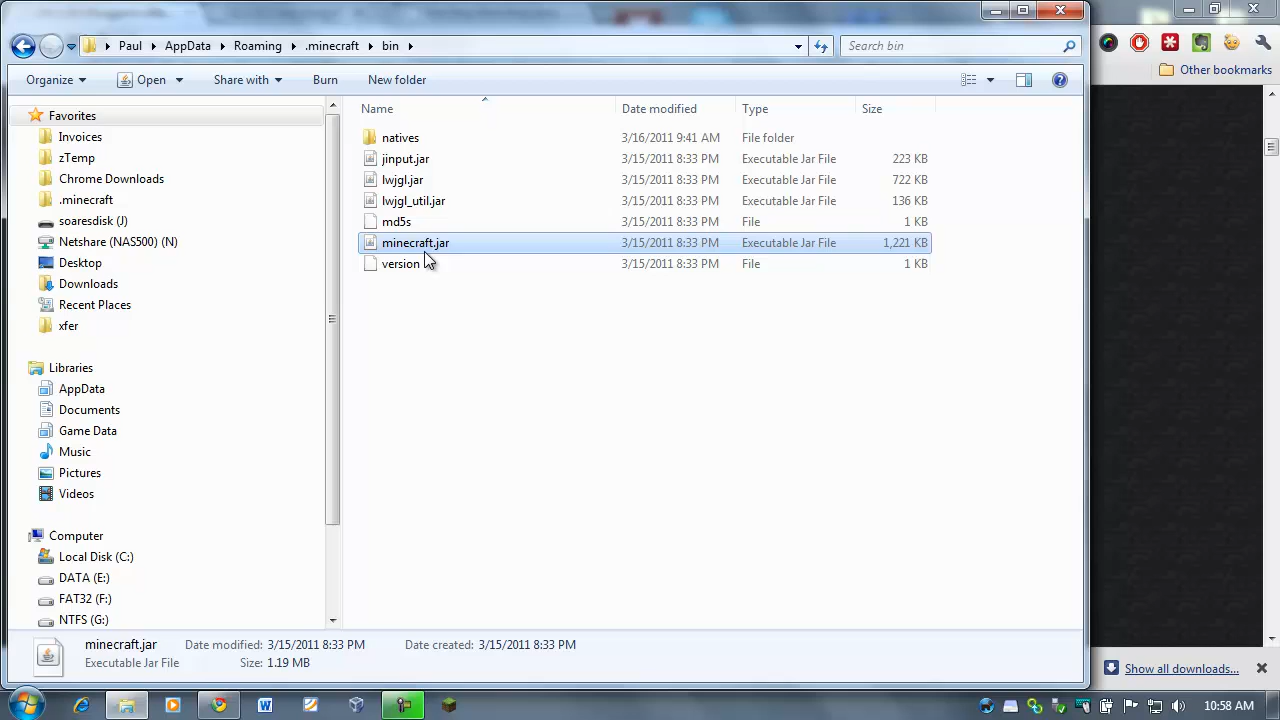 Paul AppData Roaming .minecraft bin
Search bin
Organize Open Share with Burn New folder
Other bookmarks
Name Date modified Type Size
Favorites
Invoices
zTemp
Chrome Downloads
.minecraft
soaresdisk (J)
Netshare (NAS500) (N)
Desktop
Downloads
Recent Places
xfer
Libraries
AppData
Documents
Game Data
Music
Pictures
Videos
Computer
Local Disk (C:)
DATA (E:)
FAT32 (F:)
NTFS (G:)
natives 3/16/2011 9:41 AM File folder
jinput.jar 3/15/2011 8:33 PM Executable Jar File 223 KB
lwjgl.jar 3/15/2011 8:33 PM Executable Jar File 722 KB
lwjgl_util.jar 3/15/2011 8:33 PM Executable Jar File 136 KB
md5s 3/15/2011 8:33 PM File 1 KB
minecraft.jar 3/15/2011 8:33 PM Executable Jar File 1,221 KB
version 3/15/2011 8:33 PM File 1 KB
minecraft.jar Date modified: 3/15/2011 8:33 PM Date created: 3/15/2011 8:33 PM
Executable Jar File Size: 1.19 MB
Show all downloads...
10:58 AM